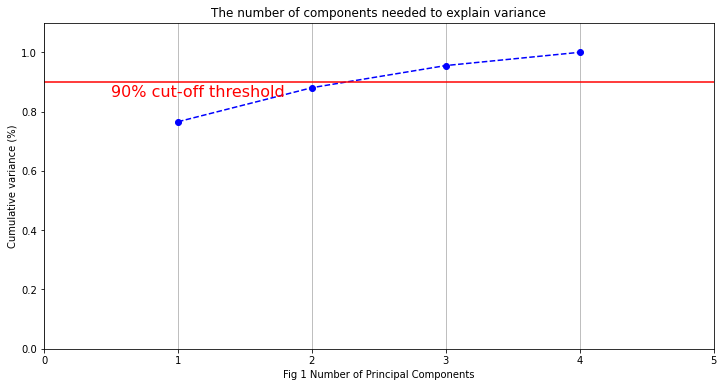 The number of components needed to explain variance
1.0
0.8
0.6
0.4
0.2
0.0
Cumulative variance (%)
90% cut-off threshold
0 1 2 3 4 5
Fig 1 Number of Principal Components